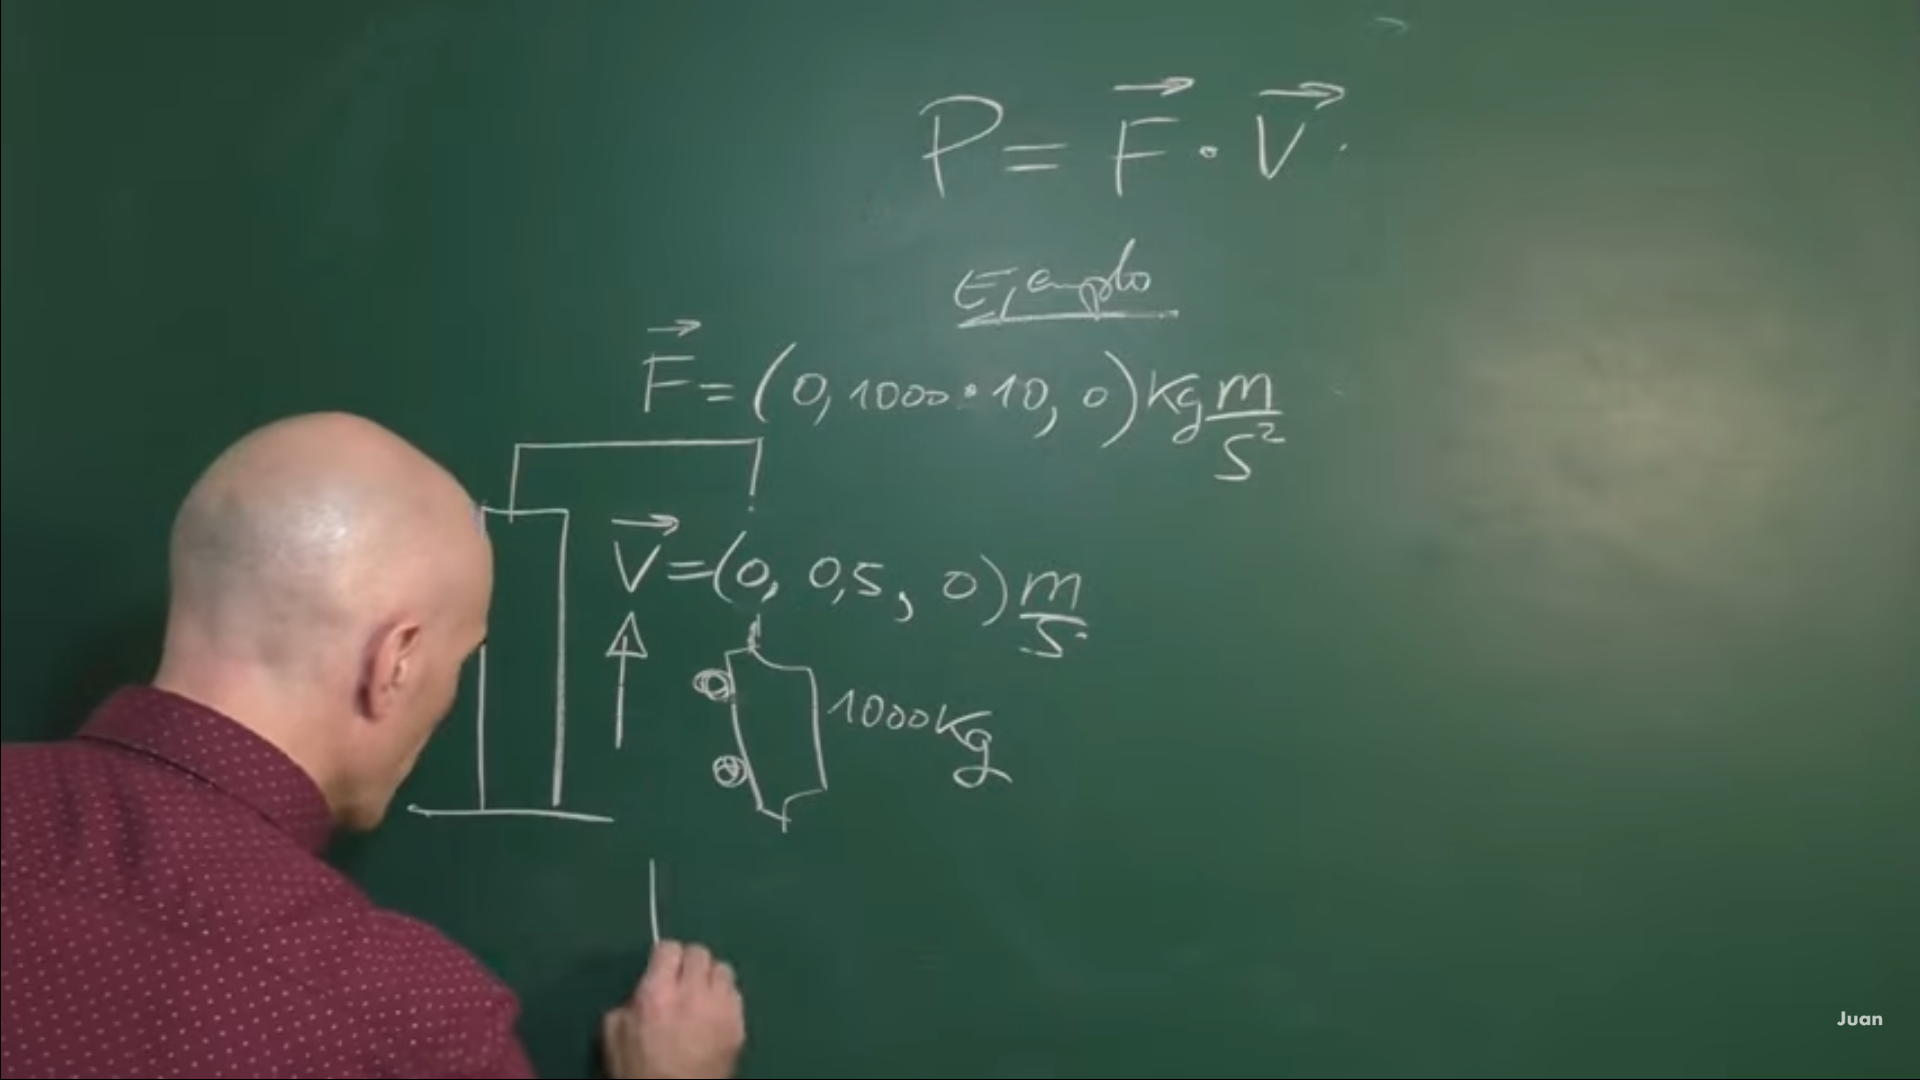 P = F⃗ · V⃗
Ejemplo
F⃗ = (0, 1000·10, 0) kg m/s²
V⃗ = (0, 0,5, 0) m/s
1000 kg
Juan